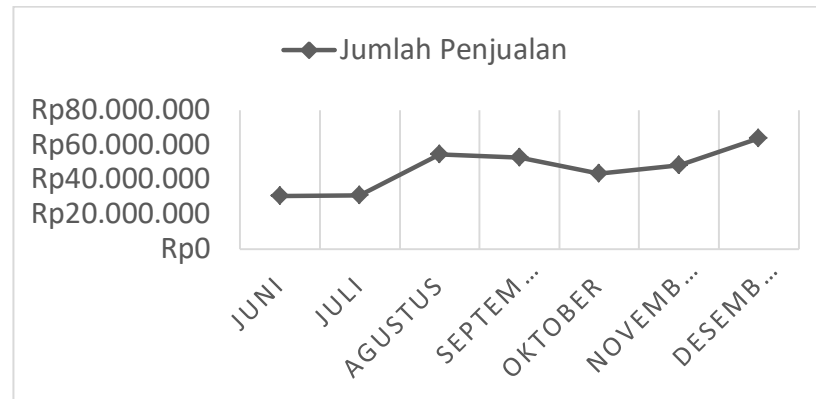 Jumlah Penjualan
Rp80.000.000
Rp60.000.000
Rp40.000.000
Rp20.000.000
Rp0
JUNI
JULI
AGUSTUS
SEPTEM...
OKTOBER
NOVEMB...
DESEMB...